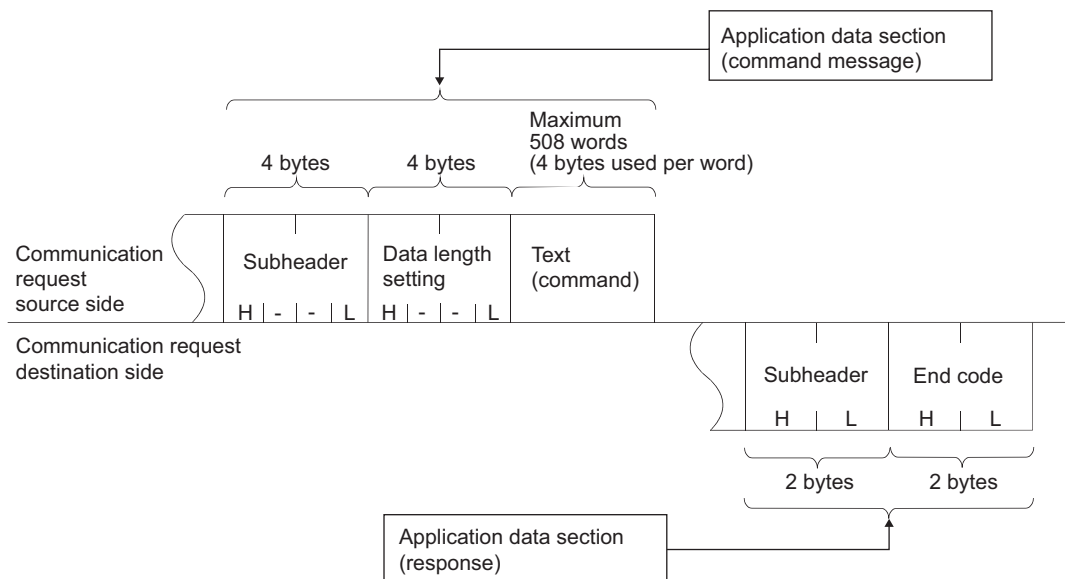 Application data section
(command message)
Maximum
508 words
(4 bytes used per word)
4 bytes
4 bytes
Communication
request
source side
Subheader
Data length
setting
Text
(command)
H - - L
H - - L
Communication request
destination side
Subheader
End code
H L
H L
2 bytes
2 bytes
Application data section
(response)